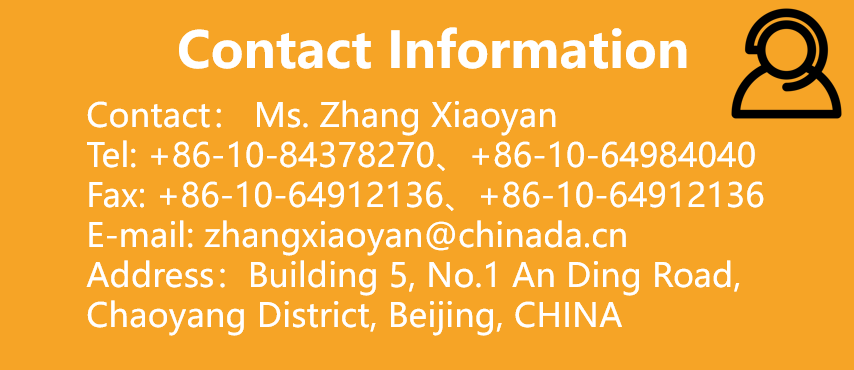 Contact Information
Contact： Ms. Zhang Xiaoyan
Tel: +86-10-84378270、+86-10-64984040
Fax: +86-10-64912136、+86-10-64912136
E-mail: zhangxiaoyan@chinada.cn
Address：Building 5, No.1 An Ding Road,
Chaoyang District, Beijing, CHINA